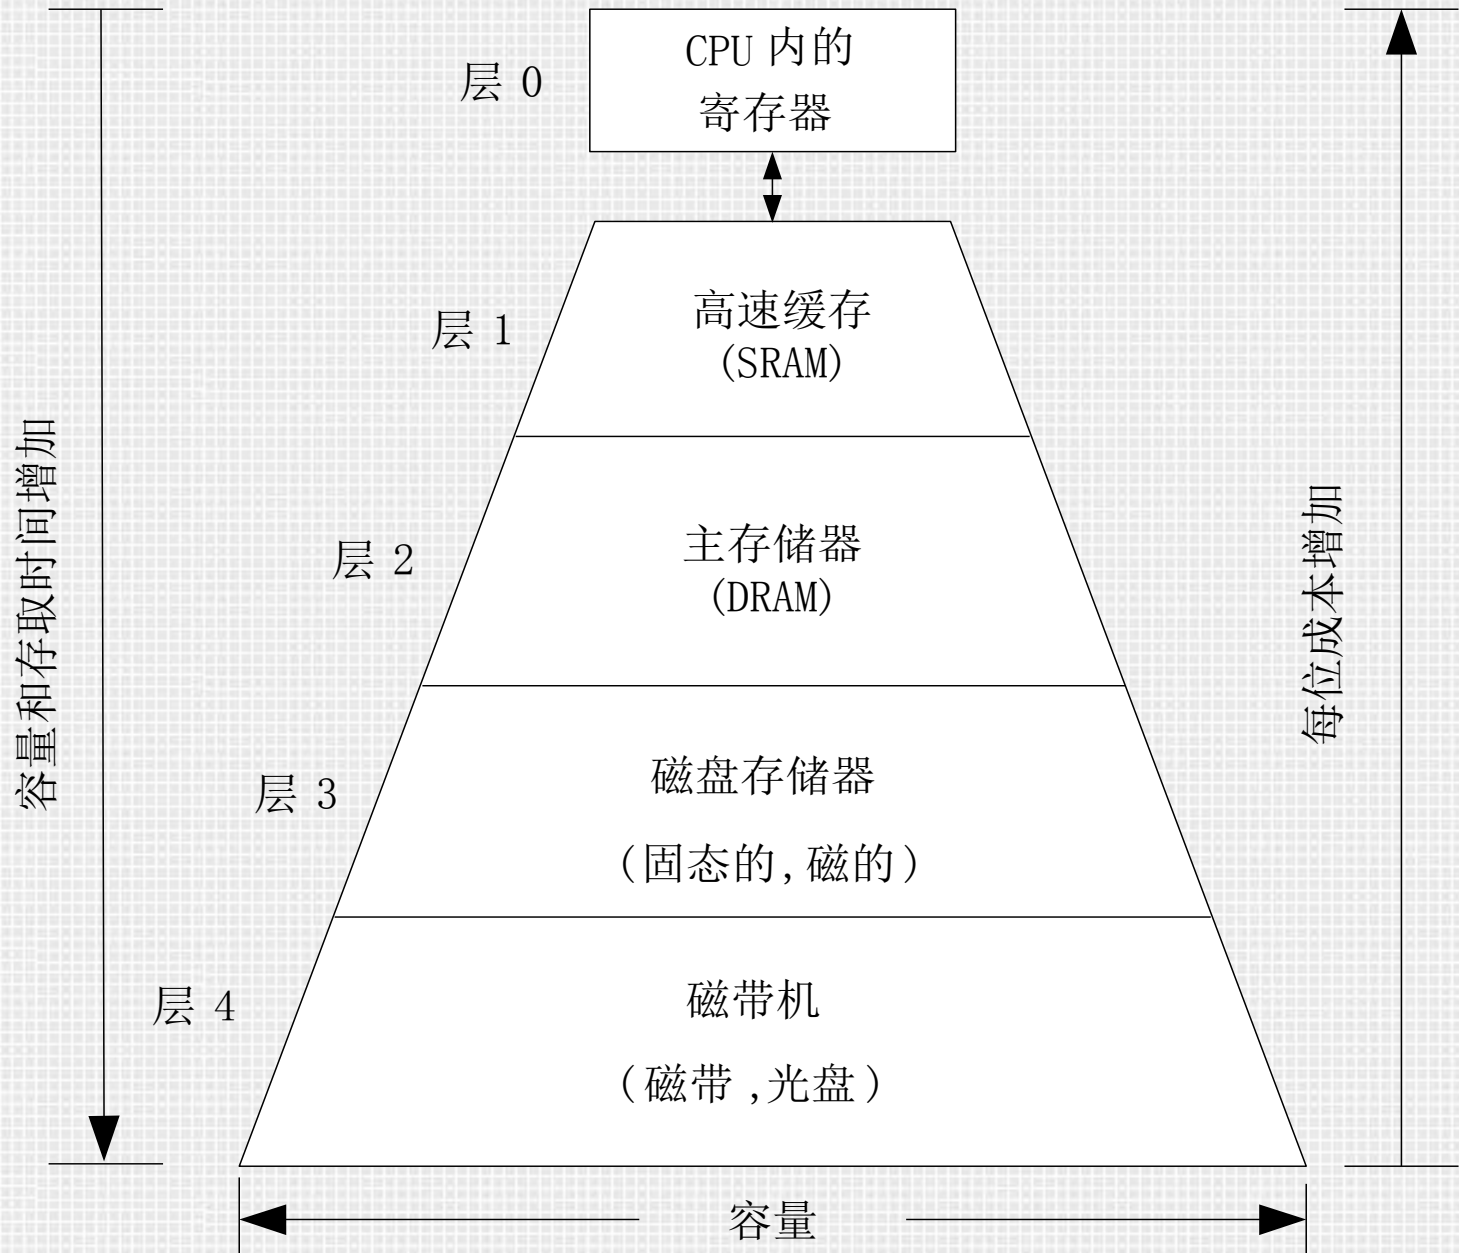 层 0
CPU 内的
寄存器
层 1
高速缓存
(SRAM)
层 2
主存储器
(DRAM)
层 3
磁盘存储器
(固态的,磁的)
层 4
磁带机
(磁带,光盘)
容量和存取时间增加
每位成本增加
容量